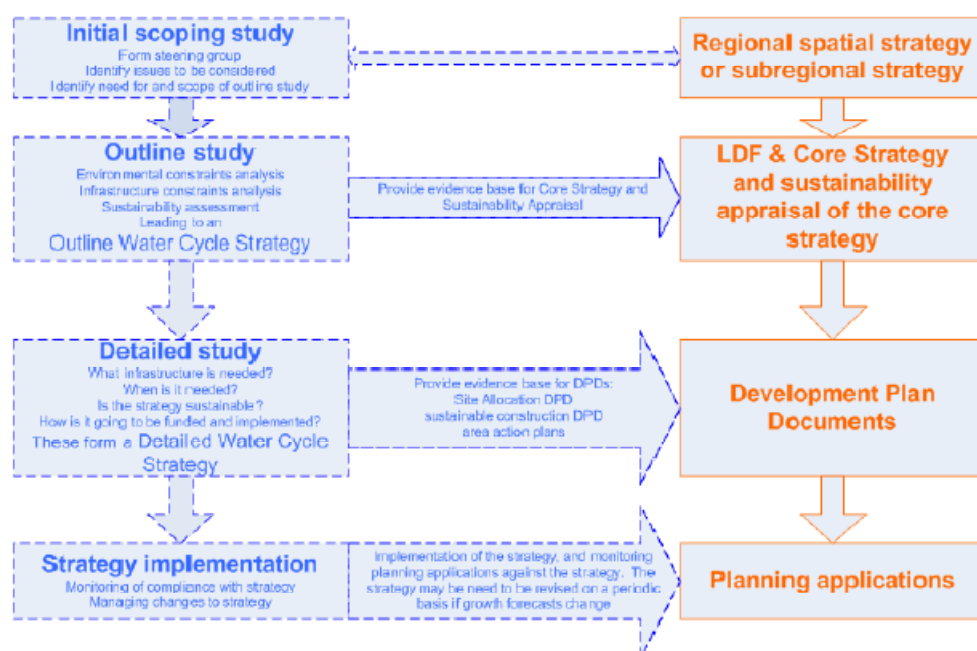 Initial scoping study
Form steering group
Identify issues to be considered
Identify need for and scope of outline study
Regional spatial strategy
or subregional strategy
Outline study
Environmental constraints analysis
Infrastructure constraints analysis
Sustainability assessment
Leading to an
Outline Water Cycle Strategy
Provide evidence base for Core Strategy and
Sustainability Appraisal
LDF & Core Strategy
and sustainability
appraisal of the core
strategy
Detailed study
What infrastructure is needed?
When is it needed?
Is the strategy sustainable?
How is it going to be funded and implemented?
These form a Detailed Water Cycle
Strategy
Provide evidence base for DPDs:
Site Allocation DPD
sustainable construction DPD
area action plans
Development Plan
Documents
Strategy implementation
Monitoring of compliance with strategy
Managing changes to strategy
Implementation of the strategy, and monitoring
planning applications against the strategy. The
strategy may be need to be revised on a periodic
basis if growth forecasts change
Planning applications